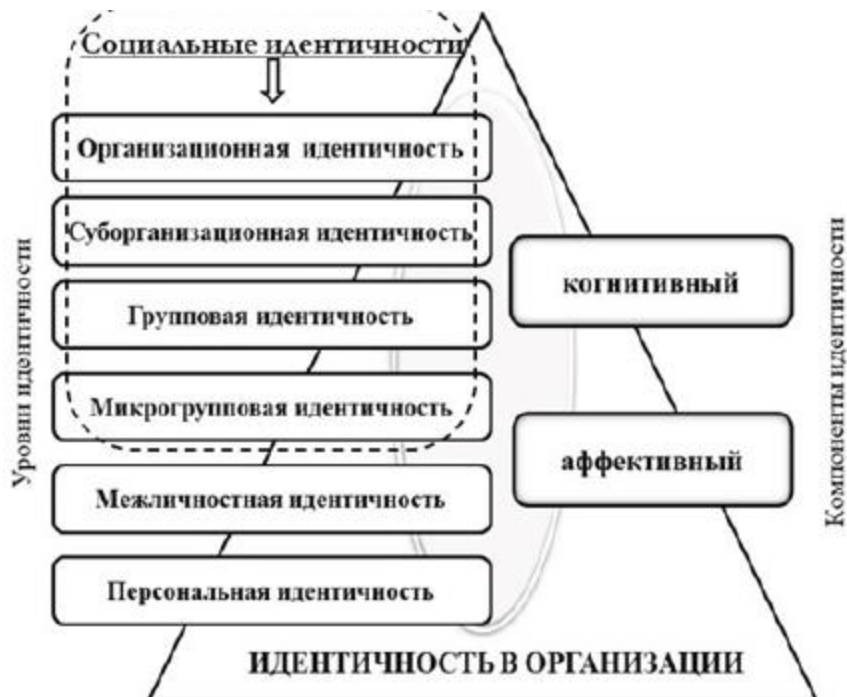 Социальные идентичности
Организационная идентичность
Суборганизационная идентичность
Групповая идентичность
Микрогрупповая идентичность
Межличностная идентичность
Персональная идентичность
Уровни идентичности
когнитивный
аффективный
Компоненты идентичности
ИДЕНТИЧНОСТЬ В ОРГАНИЗАЦИИ